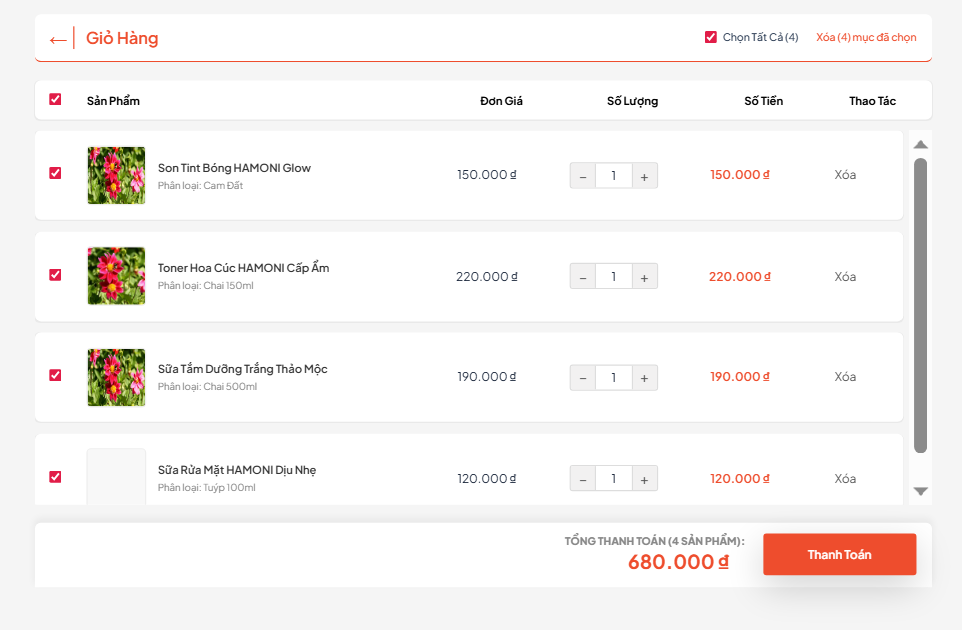 ← Giỏ Hàng Chọn Tất Cả (4) Xóa (4) mục đã chọn
Sản Phẩm Đơn Giá Số Lượng Số Tiền Thao Tác
Son Tint Bóng HAMONI Glow
Phân loại: Cam Đất
150.000 ₫ – 1 + 150.000 ₫ Xóa
Toner Hoa Cúc HAMONI Cấp Ẩm
Phân loại: Chai 150ml
220.000 ₫ – 1 + 220.000 ₫ Xóa
Sữa Tắm Dưỡng Trắng Thảo Mộc
Phân loại: Chai 500ml
190.000 ₫ – 1 + 190.000 ₫ Xóa
Sữa Rửa Mặt HAMONI Dịu Nhẹ
Phân loại: Tuýp 100ml
120.000 ₫ – 1 + 120.000 ₫ Xóa
TỔNG THANH TOÁN (4 SẢN PHẨM):
680.000 ₫
Thanh Toán